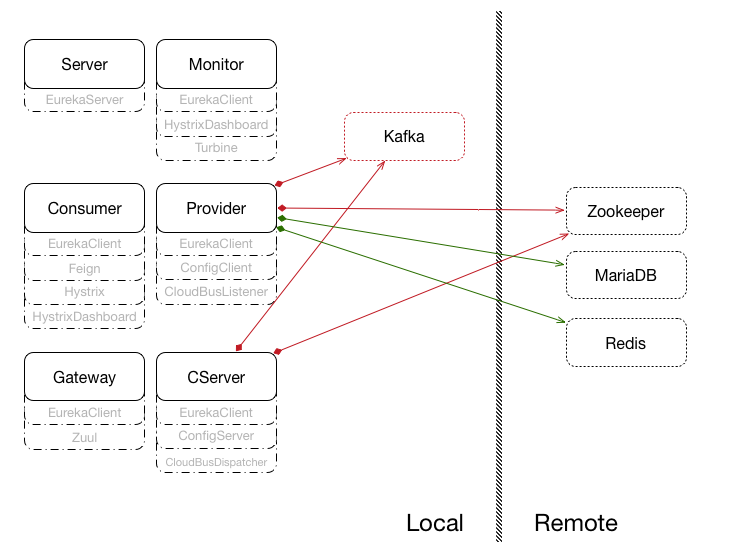 Server
EurekaServer
Monitor
EurekaClient
HystrixDashboard
Turbine
Kafka
Consumer
EurekaClient
Feign
Hystrix
HystrixDashboard
Provider
EurekaClient
ConfigClient
CloudBusListener
Zookeeper
MariaDB
Redis
Gateway
EurekaClient
Zuul
CServer
EurekaClient
ConfigServer
CloudBusDispatcher
Local
Remote